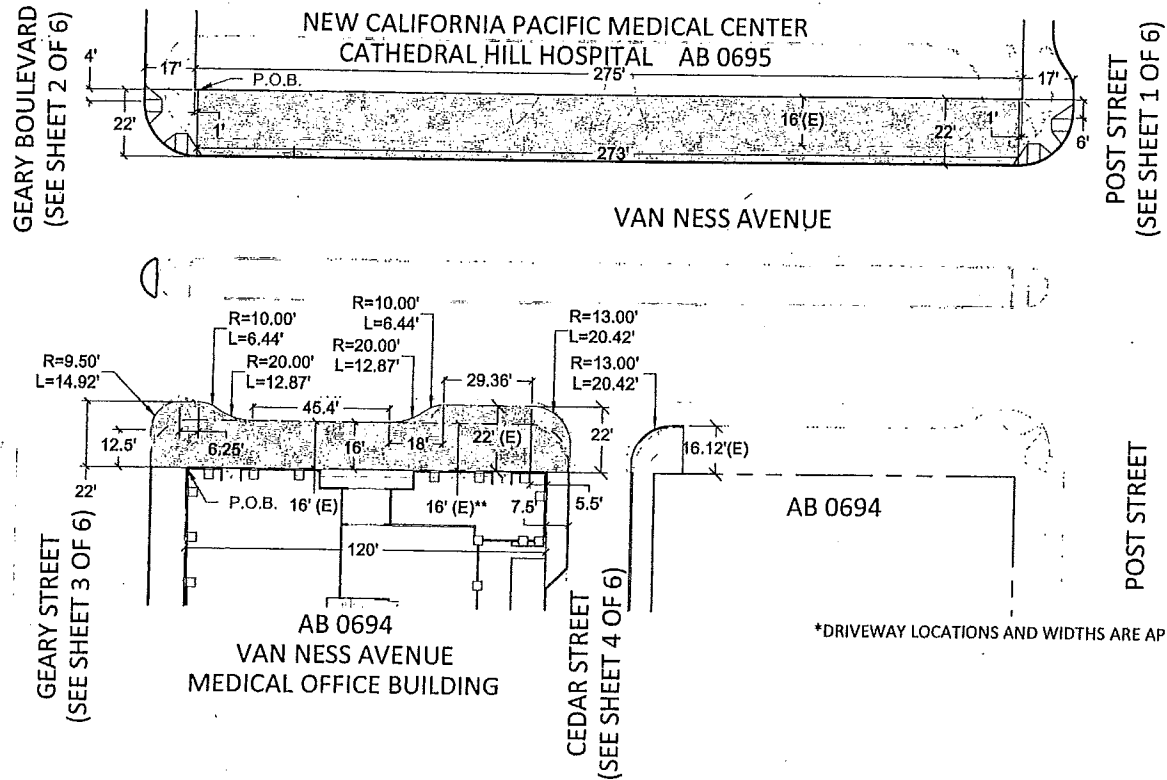 NEW CALIFORNIA PACIFIC MEDICAL CENTER
CATHEDRAL HILL HOSPITAL AB 0695
GEARY BOULEVARD
(SEE SHEET 2 OF 6)
4'
17'
P.O.B.
275'
17'
22'
1'
16'(E)
22'
1'
6'
273'
POST STREET
(SEE SHEET 1 OF 6)
VAN NESS AVENUE
R=9.50'
L=14.92'
R=10.00'
L=6.44'
R=20.00'
L=12.87'
R=10.00'
L=6.44'
R=20.00'
L=12.87'
R=13.00'
L=20.42'
R=13.00'
L=20.42'
29.36'
45.4'
12.5'
6.25'
16'
18'
22' (E)
22'
16.12'(E)
22'
P.O.B.
16' (E)
16' (E)**
7.5'
5.5'
120'
GEARY STREET
(SEE SHEET 3 OF 6)
AB 0694
VAN NESS AVENUE
MEDICAL OFFICE BUILDING
CEDAR STREET
(SEE SHEET 4 OF 6)
AB 0694
POST STREET
*DRIVEWAY LOCATIONS AND WIDTHS ARE AP